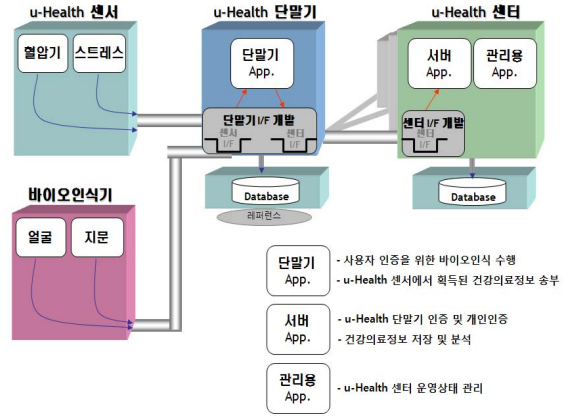 u-Health 센서
혈압기
스트레스
u-Health 단말기
단말기
App.
단말기 I/F 개발
센서
I/F
센터
I/F
Database
레퍼런스
u-Health 센터
서버
App.
관리용
App.
센터 I/F 개발
센터
I/F
Database
바이오인식기
얼굴
지문
단말기
App.
- 사용자 인증을 위한 바이오인식 수행
- u-Health 센서에서 획득된 건강의료정보 송부
서버
App.
- u-Health 단말기 인증 및 개인인증
- 건강의료정보 저장 및 분석
관리용
App.
- u-Health 센터 운영상태 관리